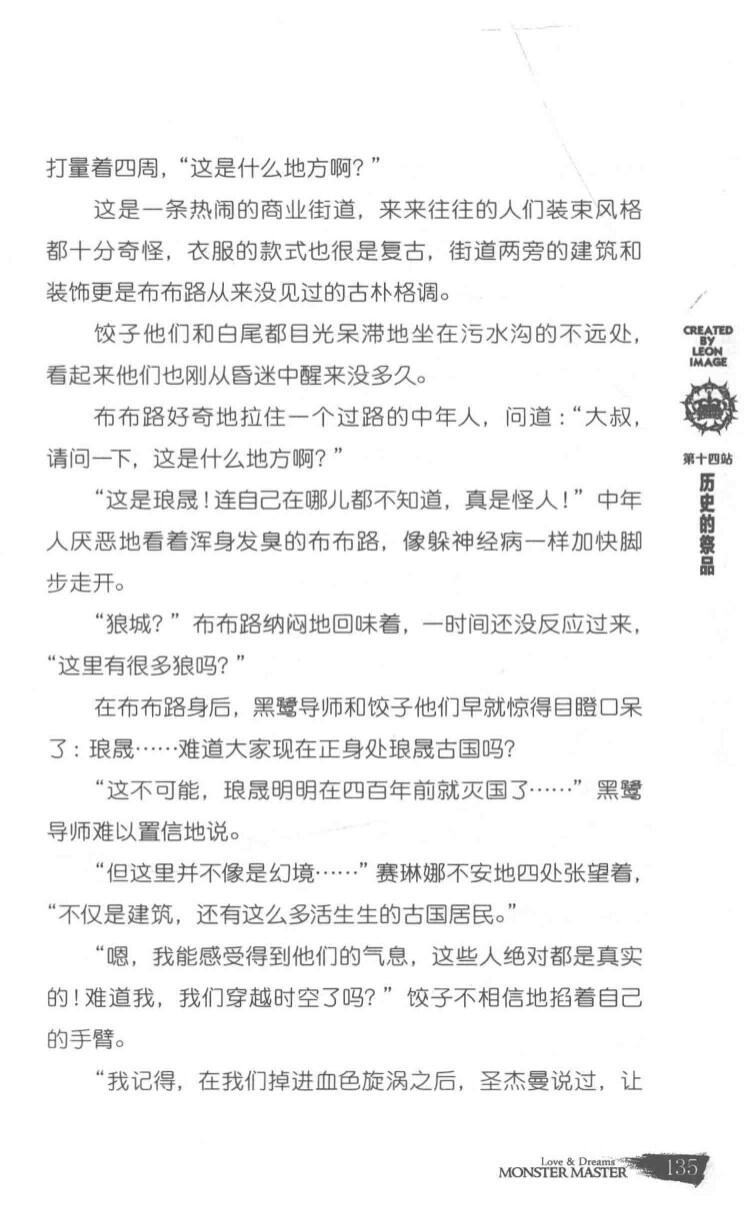 打量着四周，“这是什么地方啊？”
这是一条热闹的商业街道，来来往往的人们装束风格
都十分奇怪，衣服的款式也很是复古，街道两旁的建筑和
装饰更是布布路从来没见过的古朴格调。
饺子他们和白尾都目光呆滞地坐在污水沟的不远处，
看起来他们也刚从昏迷中醒来没多久。
布布路好奇地拉住一个过路的中年人，问道：“大叔，
请问一下，这是什么地方啊？”
“这是琅晟！连自己在哪儿都不知道，真是怪人！”中年
人厌恶地看着浑身发臭的布布路，像躲神经病一样加快脚
步走开。
“狼城？”布布路纳闷地回味着，一时间还没反应过来，
“这里有很多狼吗？”
在布布路身后，黑鹭导师和饺子他们早就惊得目瞪口呆
了：琅晟……难道大家现在正身处琅晟古国吗？
“这不可能，琅晟明明在四百年前就灭国了……”黑鹭
导师难以置信地说。
“但这里并不像是幻境……”赛琳娜不安地四处张望着，
“不仅是建筑，还有这么多活生生的古国居民。”
“嗯，我能感受得到他们的气息，这些人绝对都是真实
的！难道我，我们穿越时空了吗？”饺子不相信地掐着自己
的手臂。
“我记得，在我们掉进血色旋涡之后，圣杰曼说过，让
CREATED
BY
LEON
IMAGE
第十四站
历史的祭品
Love & Dreams
MONSTER MASTER
135